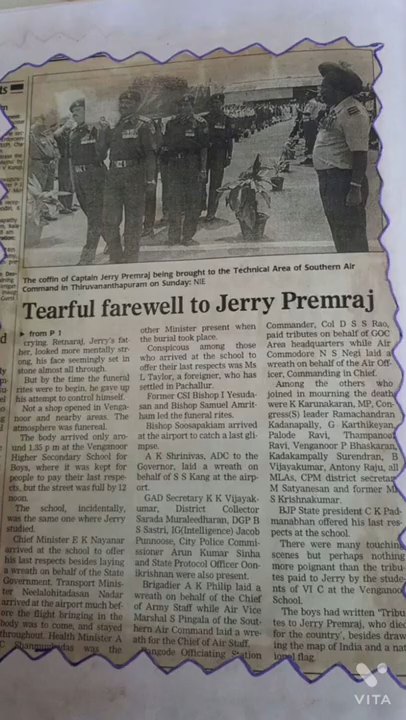 The coffin of Captain Jerry Premraj being brought to the Technical Area of Southern Air
Command in Thiruvananthapuram on Sunday: NIE
Tearful farewell to Jerry Premraj
► from P 1
crying. Retnaraj, Jerry's fat-
her, looked more mentally str-
ong, his face seemingly set in
stone almost all through.
But by the time the funeral
rites were to begin, he gave up
his attempt to control himself.
Not a shop opened in Venga-
noor and nearby areas. The
atmosphere was funereal.
The body arrived only aro-
und 1.35 p m at the Venganoor
Higher Secondary School for
Boys, where it was kept for
people to pay their last respe-
cts, but the street was full by 12
noon.
The school, incidentally,
was the same one where Jerry
studied.
Chief Minister E K Nayanar
arrived at the school to offer
his last respects besides laying
a wreath on behalf of the State
Government. Transport Minis-
ter Neelalohitadasan Nadar
arrived at the airport much bef-
ore the flight bringing in the
body was to come, and stayed
throughout. Health Minister A
C Shanmughadas was the
other Minister present when
the burial took place.
Conspicious among those
who arrived at the school to
offer their last respects was Ms
L Taylor, a foreigner, who has
settled in Pachallur.
Former CSI Bishop I Yesuda-
san and Bishop Samuel Amrit-
ham led the funeral rites.
Bishop Soosapakiam arrived
at the airport to catch a last gli-
mpse.
A K Shrinivas, ADC to the
Governor, laid a wreath on
behalf of S S Kang at the airp-
ort.
GAD Secretary K K Vijayak-
umar, District Collector
Sarada Muraleedharan, DGP B
S Sastri, IG(Intelligence) Jacob
Punnoose, City Police Commi-
ssioner Arun Kumar Sinha
and State Protocol Officer Oon-
ikrishnan were also present.
Brigadier A K Philip laid a
wreath on behalf of the Chief
of Army Staff while Air Vice
Marshal S Pingala of the Sout-
hern Air Command laid a wre-
ath for the Chief of Air Staff.
Pangode Officiating Station
Commander, Col D S S Rao,
paid tributes on behalf of GOC
Area headquarters while Air
Commodore N S Negi laid a
wreath on behalf of the Air Off-
icer, Commanding in Chief.
Among the others who
joined in mourning the death
were K Karunakaran, MP, Con-
gress(S) leader Ramachandran
Kadanapally, G Karthikeyan,
Palode Ravi, Thampanoor
Ravi, Venganoor P Bhaskaran,
Kadakampally Surendran, B
Vijayakumar, Antony Raju, all
MLAs, CPM district secretary
M Satyanesan and former MP
S Krishnakumar.
BJP State president C K Pad-
manabhan offered his last res-
pects at the school.
There were many touching
scenes but perhaps nothing
more poignant than the tribu-
tes paid to Jerry by the stude-
nts of VI C at the Venganoor
School.
The boys had written 'Tribu-
tes to Jerry Premraj, who died
for the country', besides draw-
ing the map of India and a nat-
ional flag.
VITA